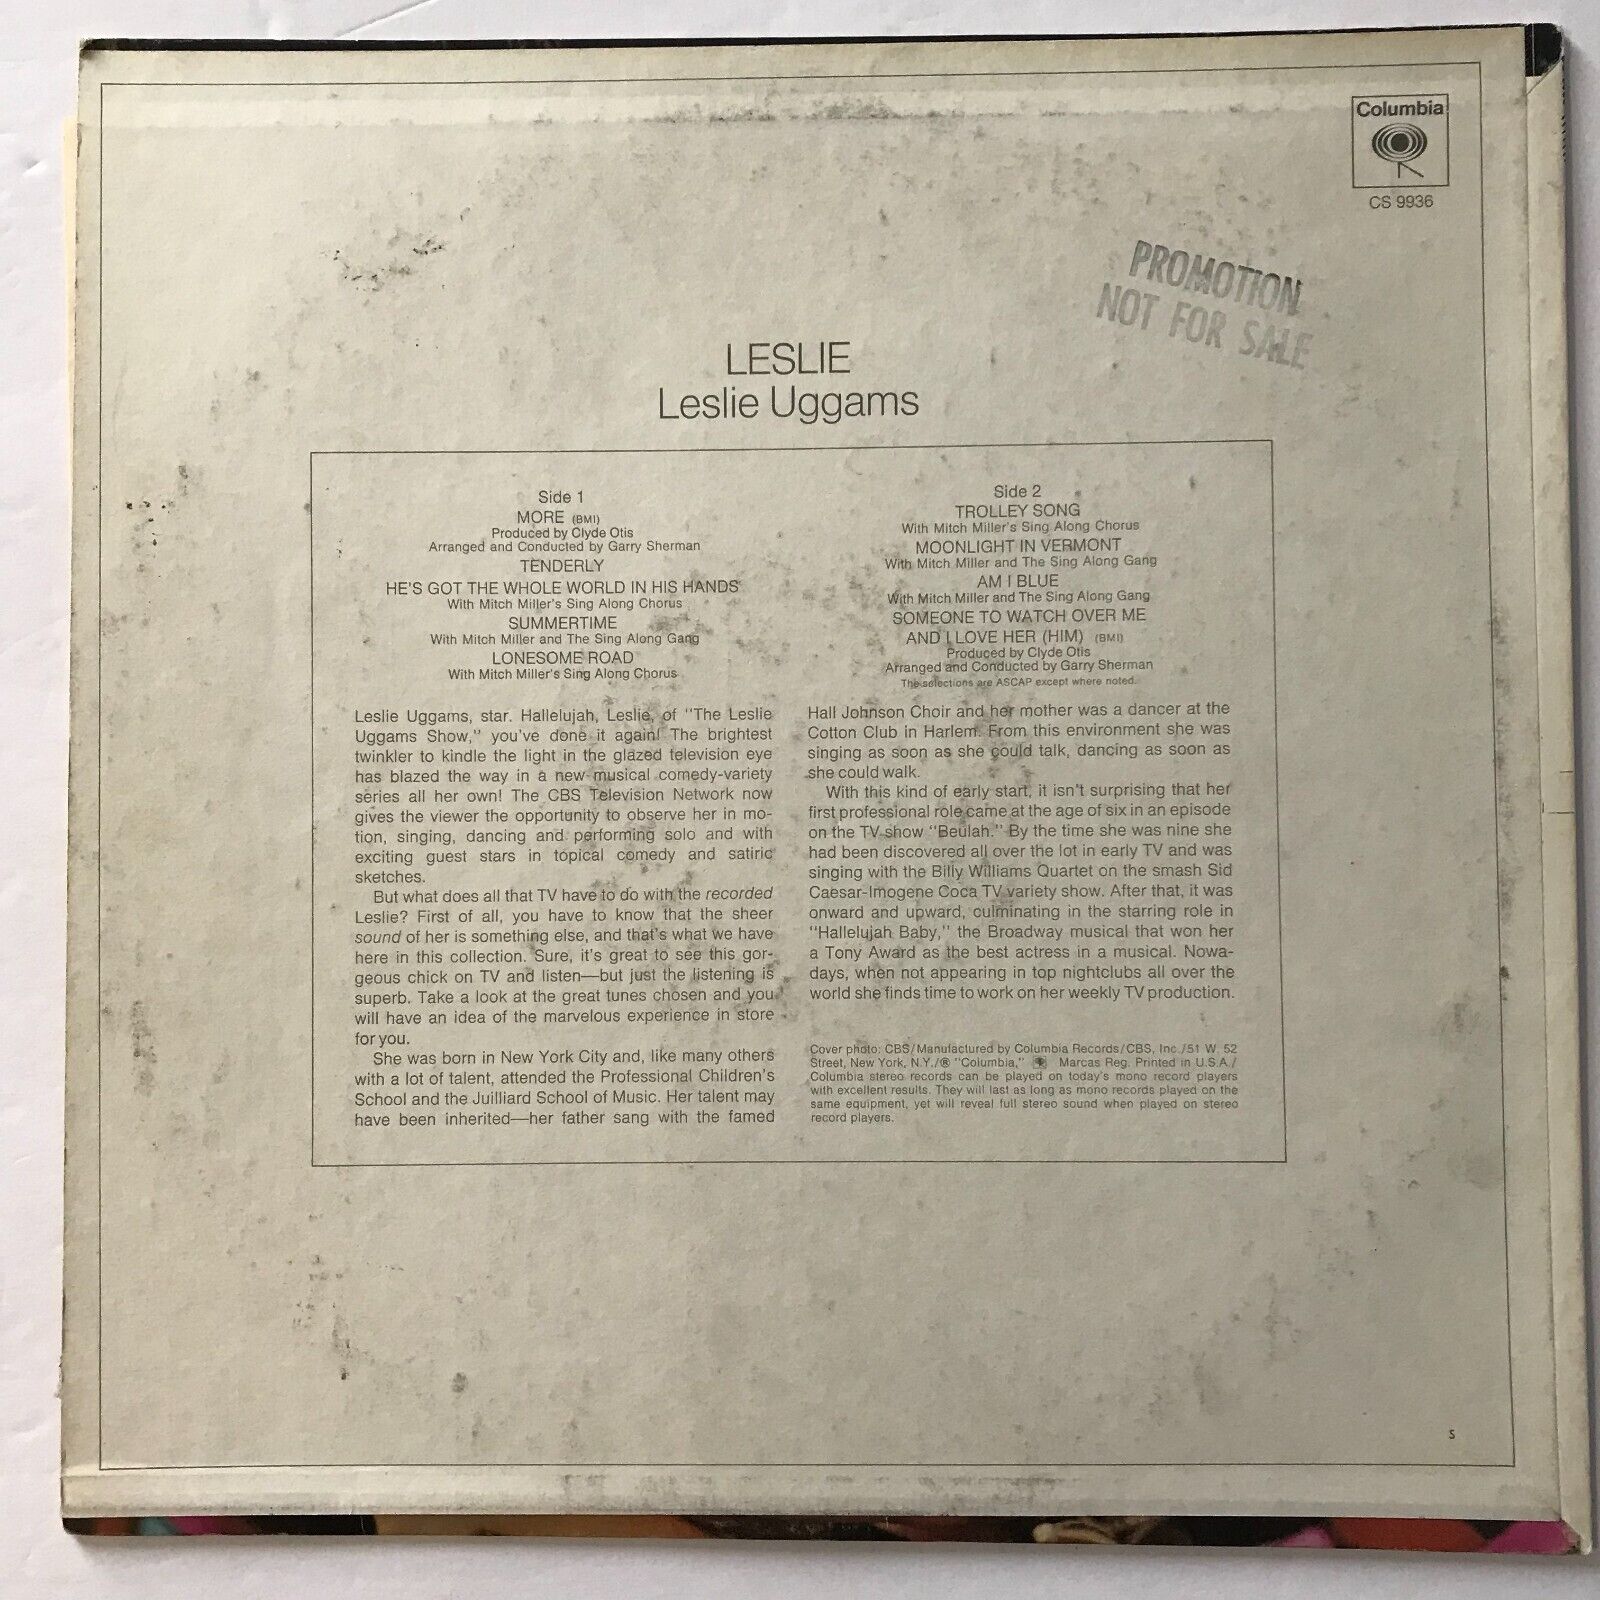 Columbia
CS 9936
PROMOTION
NOT FOR SALE
LESLIE
Leslie Uggams
Side 1
MORE (BMI)
Produced by Clyde Otis
Arranged and Conducted by Garry Sherman
TENDERLY
HE'S GOT THE WHOLE WORLD IN HIS HANDS
With Mitch Miller's Sing Along Chorus
SUMMERTIME
With Mitch Miller and The Sing Along Gang
LONESOME ROAD
With Mitch Miller's Sing Along Chorus
Side 2
TROLLEY SONG
With Mitch Miller's Sing Along Chorus
MOONLIGHT IN VERMONT
With Mitch Miller and The Sing Along Gang
AM I BLUE
With Mitch Miller and The Sing Along Gang
SOMEONE TO WATCH OVER ME
AND I LOVE HER (HIM) (BMI)
Produced by Clyde Otis
Arranged and Conducted by Garry Sherman
The selections are ASCAP except where noted.
Leslie Uggams, star. Hallelujah, Leslie, of "The Leslie
Uggams Show," you've done it again! The brightest
twinkler to kindle the light in the glazed television eye
has blazed the way in a new musical comedy-variety
series all her own! The CBS Television Network now
gives the viewer the opportunity to observe her in mo-
tion, singing, dancing and performing solo and with
exciting guest stars in topical comedy and satiric
sketches.
But what does all that TV have to do with the recorded
Leslie? First of all, you have to know that the sheer
sound of her is something else, and that's what we have
here in this collection. Sure, it's great to see this gor-
geous chick on TV and listen—but just the listening is
superb. Take a look at the great tunes chosen and you
will have an idea of the marvelous experience in store
for you.
She was born in New York City and, like many others
with a lot of talent, attended the Professional Children's
School and the Juilliard School of Music. Her talent may
have been inherited—her father sang with the famed
Hall Johnson Choir and her mother was a dancer at the
Cotton Club in Harlem. From this environment she was
singing as soon as she could talk, dancing as soon as
she could walk.
With this kind of early start, it isn't surprising that her
first professional role came at the age of six in an episode
on the TV show "Beulah." By the time she was nine she
had been discovered all over the lot in early TV and was
singing with the Billy Williams Quartet on the smash Sid
Caesar-Imogene Coca TV variety show. After that, it was
onward and upward, culminating in the starring role in
"Hallelujah Baby," the Broadway musical that won her
a Tony Award as the best actress in a musical. Nowa-
days, when not appearing in top nightclubs all over the
world she finds time to work on her weekly TV production.
Cover photo: CBS/Manufactured by Columbia Records/CBS, Inc./51 W. 52
Street, New York, N.Y./® "Columbia," Marcas Reg. Printed in U.S.A./
Columbia stereo records can be played on today's mono record players
with excellent results. They will last as long as mono records played on the
same equipment, yet will reveal full stereo sound when played on stereo
record players.
S